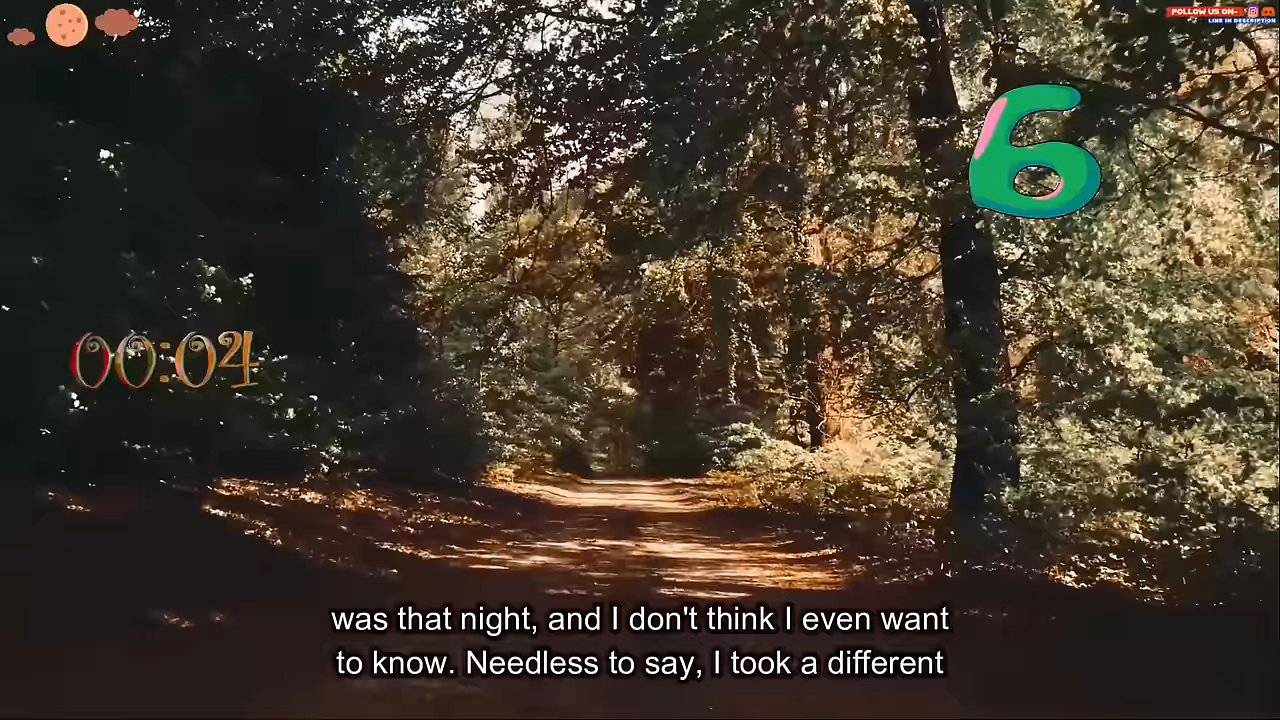 FOLLOW US ON-
LINK IN DESCRIPTION
6
00:04
was that night, and I don't think I even want
to know. Needless to say, I took a different